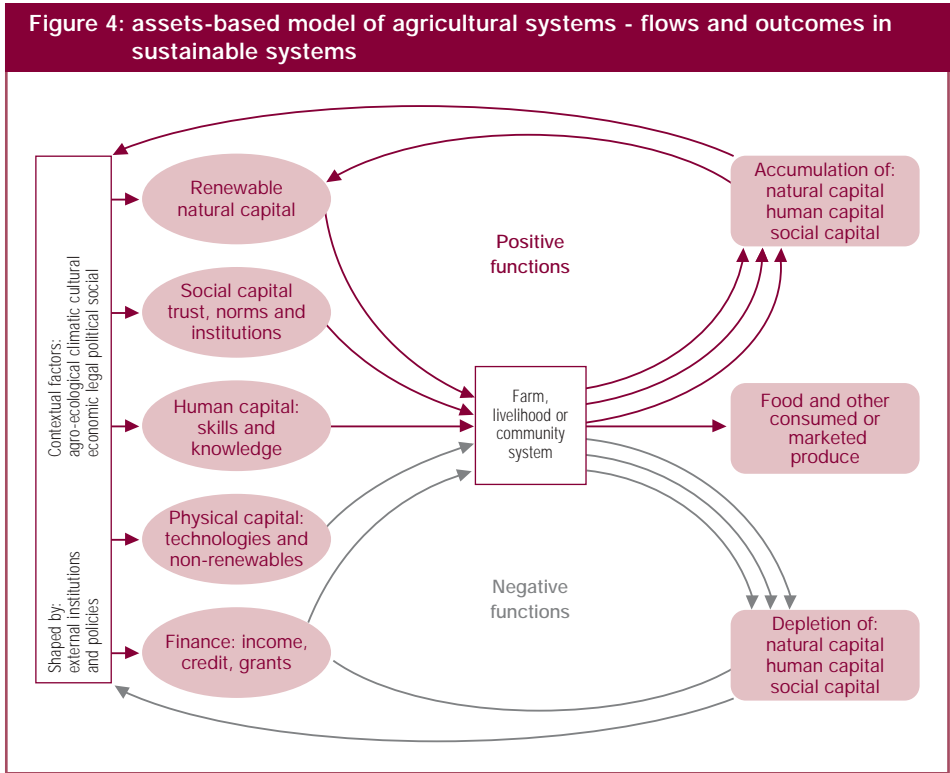 Figure 4: assets-based model of agricultural systems - flows and outcomes in
sustainable systems
Contextual factors:
agro-ecological climatic cultural
economic legal political social
Shaped by:
external institutions
and policies
Renewable
natural capital
Social capital
trust, norms and
institutions
Human capital:
skills and
knowledge
Physical capital:
technologies and
non-renewables
Finance: income,
credit, grants
Positive
functions
Farm,
livelihood or
community
system
Negative
functions
Accumulation of:
natural capital
human capital
social capital
Food and other
consumed or
marketed
produce
Depletion of:
natural capital
human capital
social capital